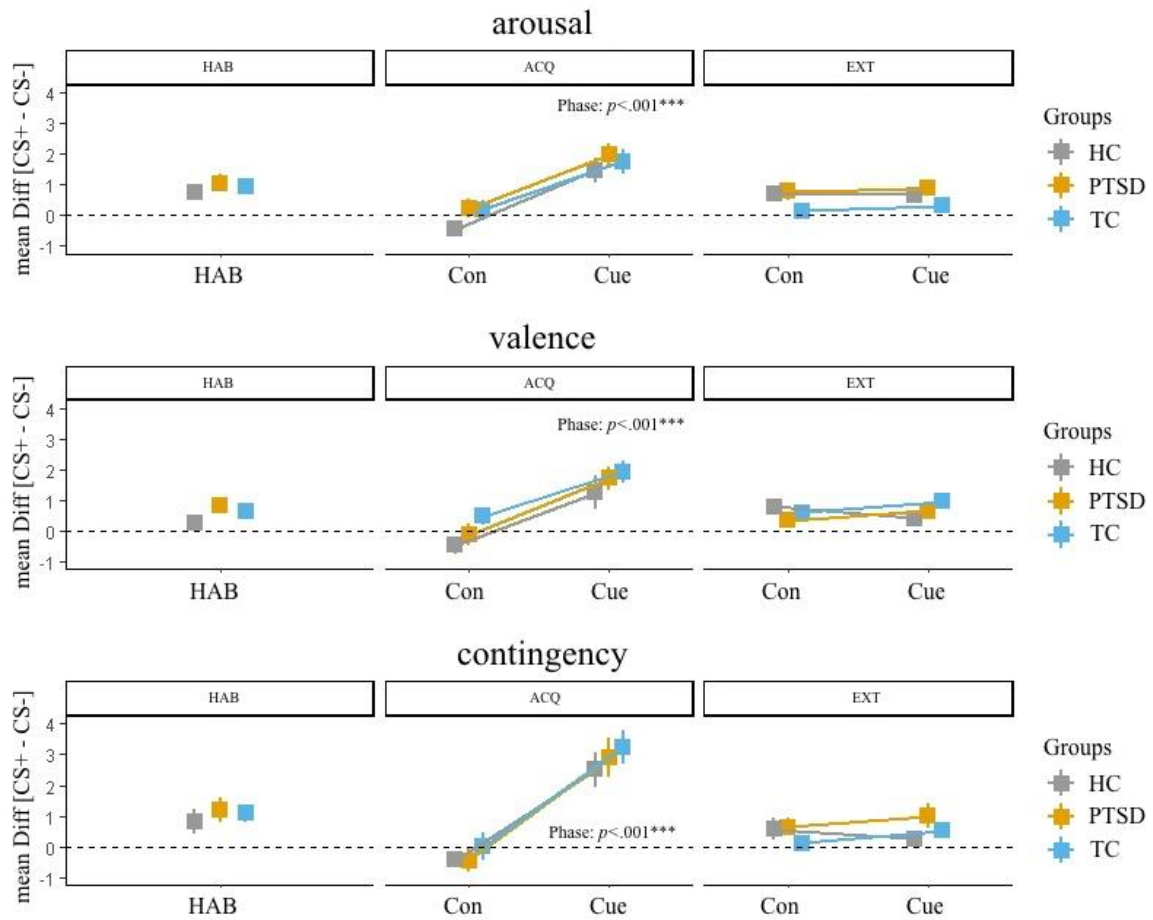 arousal
HAB ACQ EXT
mean Diff [CS+ - CS-]
4
3
2
1
0
-1
Phase: p<.001***
HAB Con Cue Con Cue
Groups
HC
PTSD
TC
valence
HAB ACQ EXT
mean Diff [CS+ - CS-]
4
3
2
1
0
-1
Phase: p<.001***
HAB Con Cue Con Cue
Groups
HC
PTSD
TC
contingency
HAB ACQ EXT
mean Diff [CS+ - CS-]
4
3
2
1
0
-1
Phase: p<.001***
HAB Con Cue Con Cue
Groups
HC
PTSD
TC